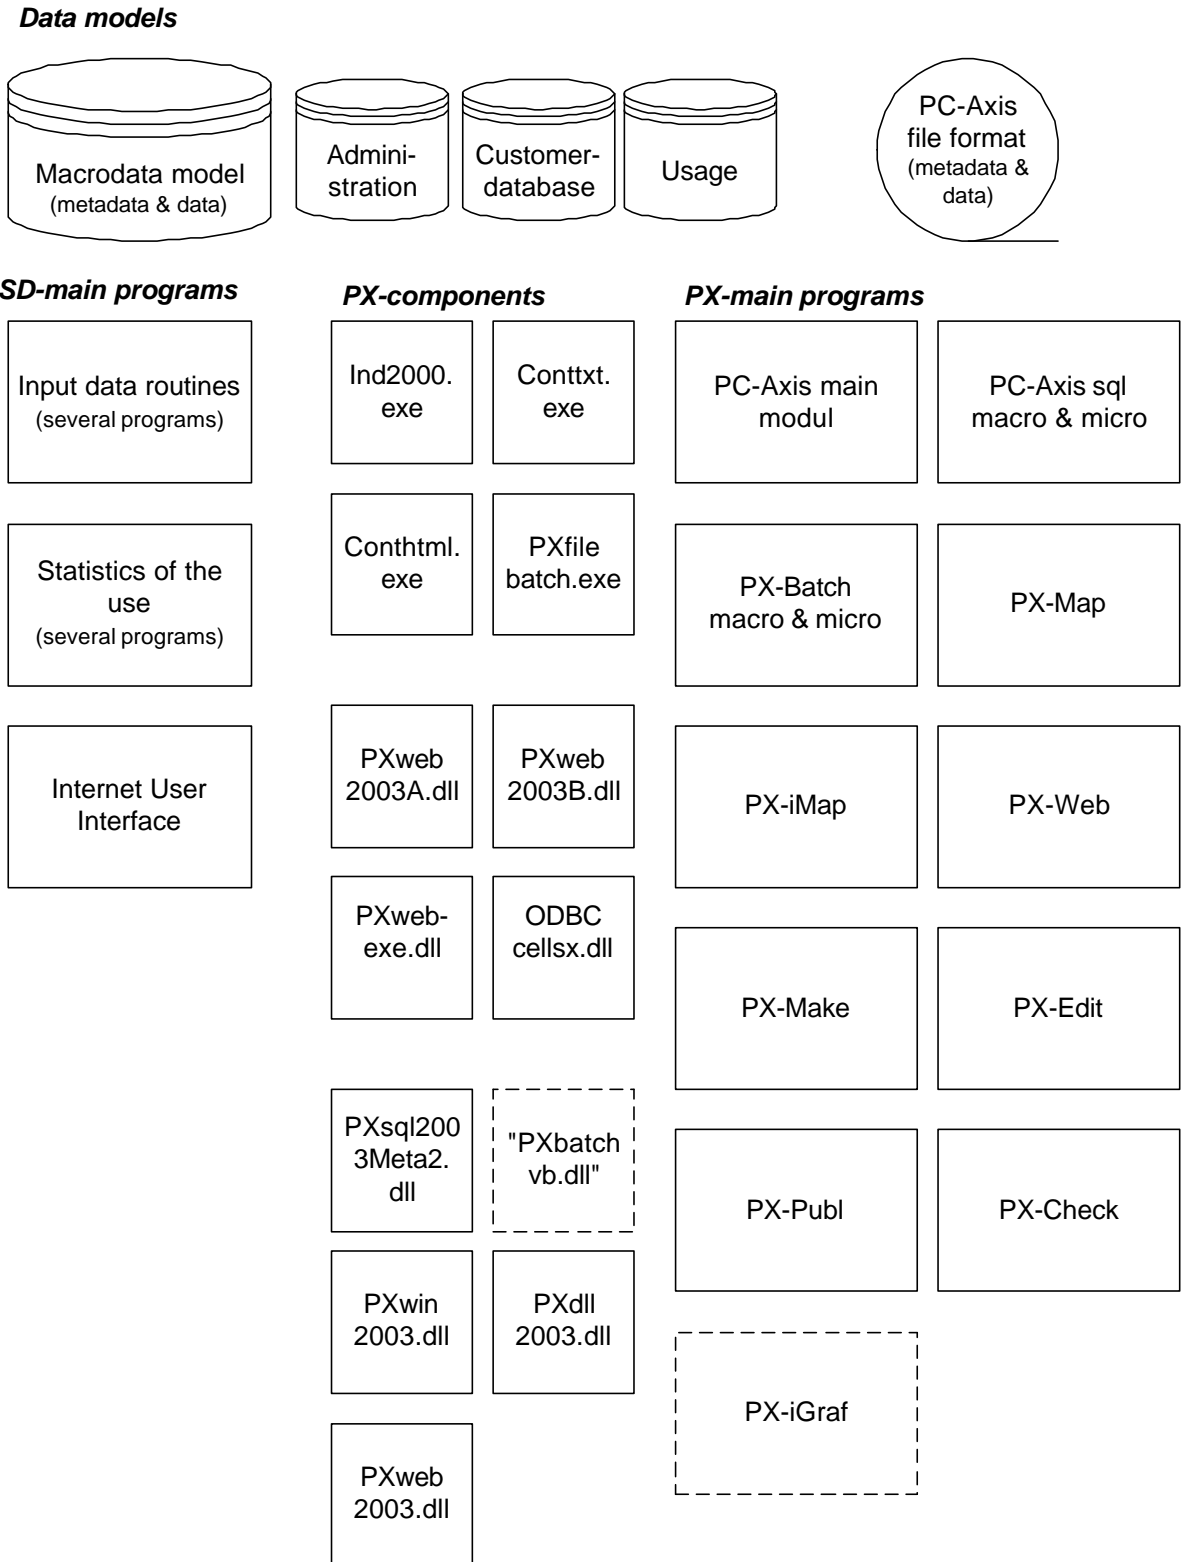 Data models
Macrodata model
(metadata & data)
Admini-
stration
Customer-
database
Usage
PC-Axis
file format
(metadata &
data)
SD-main programs
PX-components
PX-main programs
Input data routines
(several programs)
Ind2000.
exe
Conttxt.
exe
PC-Axis main
modul
PC-Axis sql
macro & micro
Statistics of the
use
(several programs)
Conthtml.
exe
PXfile
batch.exe
PX-Batch
macro & micro
PX-Map
Internet User
Interface
PXweb
2003A.dll
PXweb
2003B.dll
PX-iMap
PX-Web
PXweb-
exe.dll
ODBC
cellsx.dll
PX-Make
PX-Edit
PXsql200
3Meta2.
dll
"PXbatch
vb.dll"
PX-Publ
PX-Check
PXwin
2003.dll
PXdll
2003.dll
PX-iGraf
PXweb
2003.dll